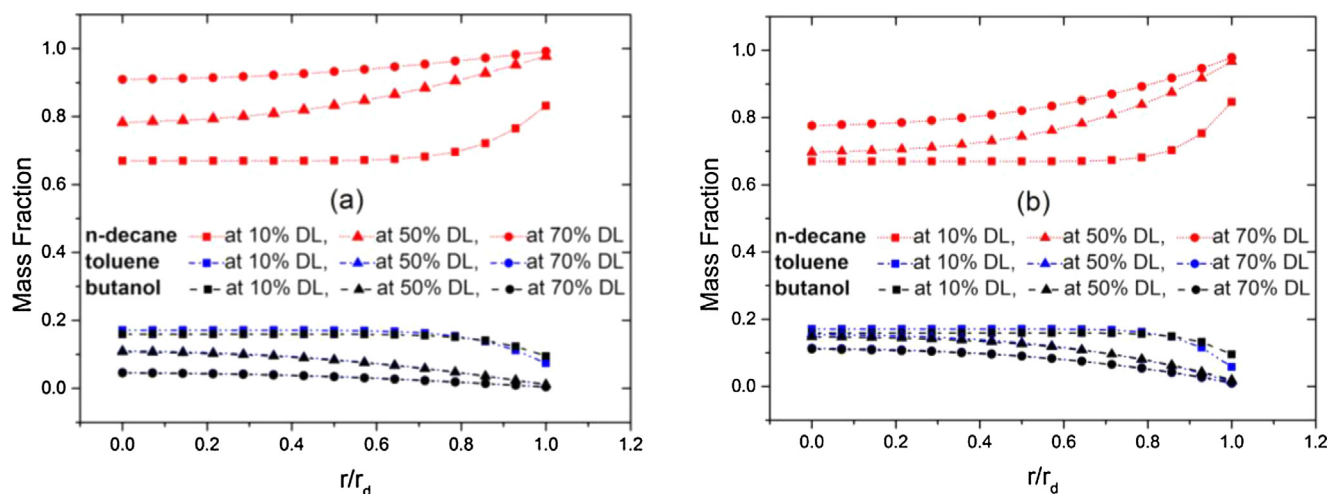 1.0
0.8
0.6
0.4
0.2
0.0
Mass Fraction
(a)
n-decane at 10% DL, at 50% DL, at 70% DL
toluene at 10% DL, at 50% DL, at 70% DL
butanol at 10% DL, at 50% DL, at 70% DL
0.0 0.2 0.4 0.6 0.8 1.0 1.2
r/r_d
1.0
0.8
0.6
0.4
0.2
0.0
Mass Fraction
(b)
n-decane at 10% DL, at 50% DL, at 70% DL
toluene at 10% DL, at 50% DL, at 70% DL
butanol at 10% DL, at 50% DL, at 70% DL
0.0 0.2 0.4 0.6 0.8 1.0 1.2
r/r_d